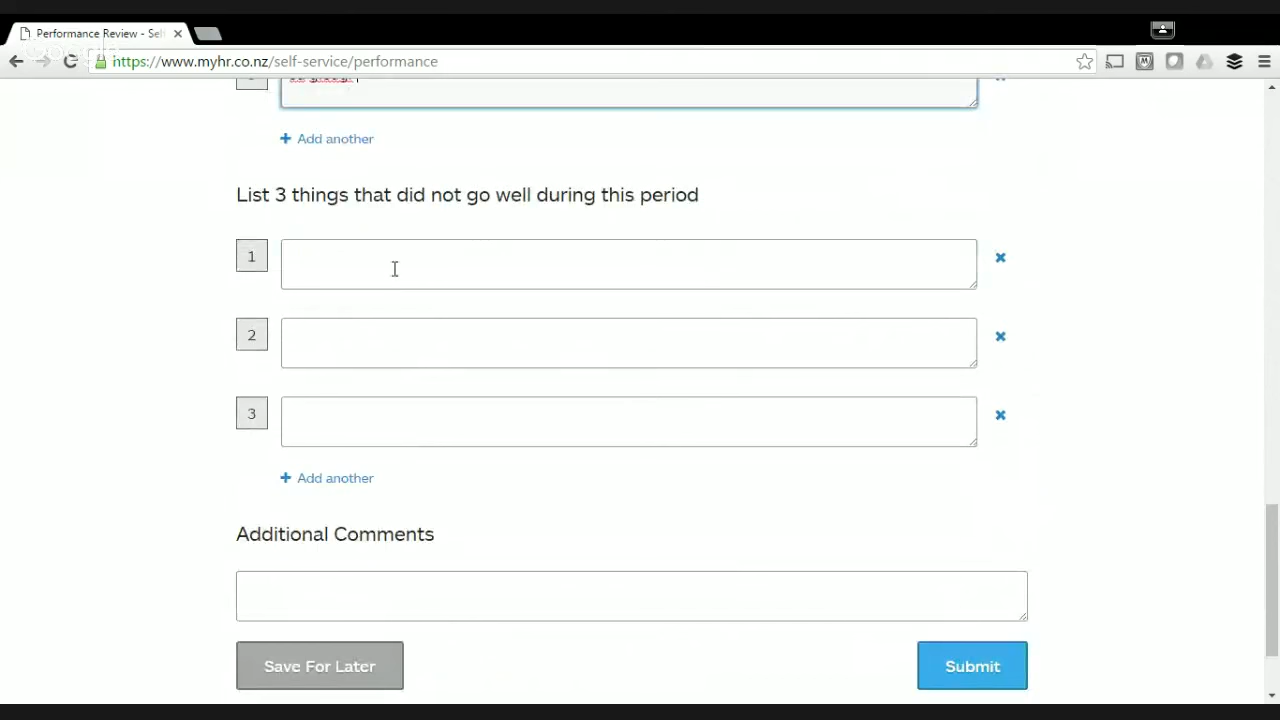 Performance Review - Sel
https://www.myhr.co.nz/self-service/performance
+ Add another
List 3 things that did not go well during this period
1
2
3
+ Add another
Additional Comments
Save For Later
Submit